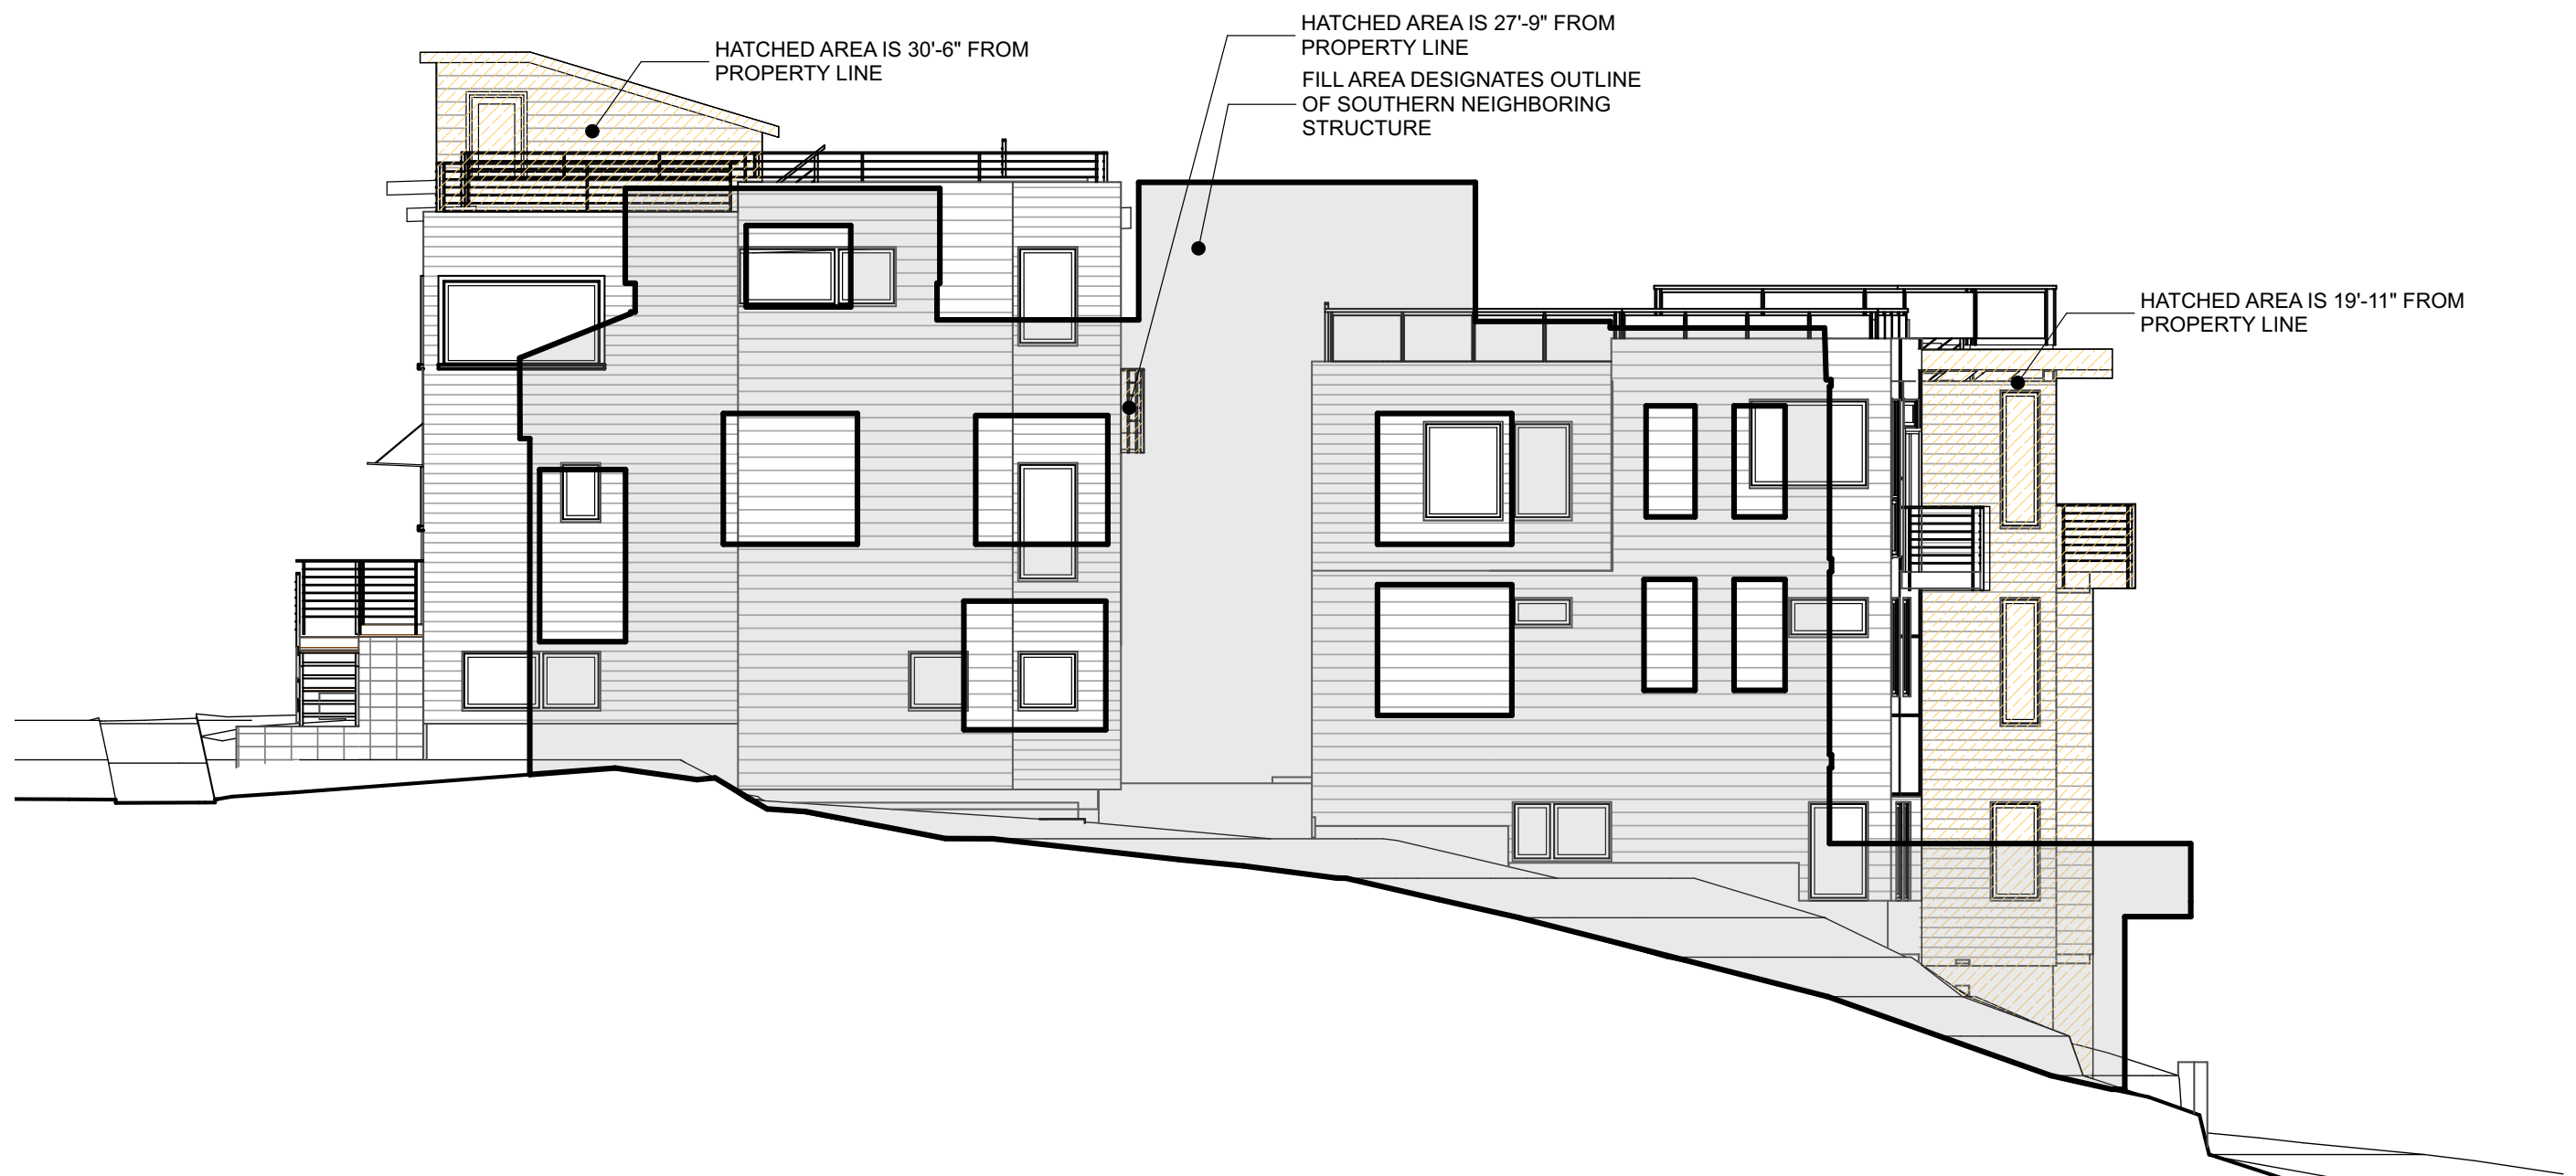 HATCHED AREA IS 30'-6" FROM
PROPERTY LINE
HATCHED AREA IS 27'-9" FROM
PROPERTY LINE
FILL AREA DESIGNATES OUTLINE
OF SOUTHERN NEIGHBORING
STRUCTURE
HATCHED AREA IS 19'-11" FROM
PROPERTY LINE